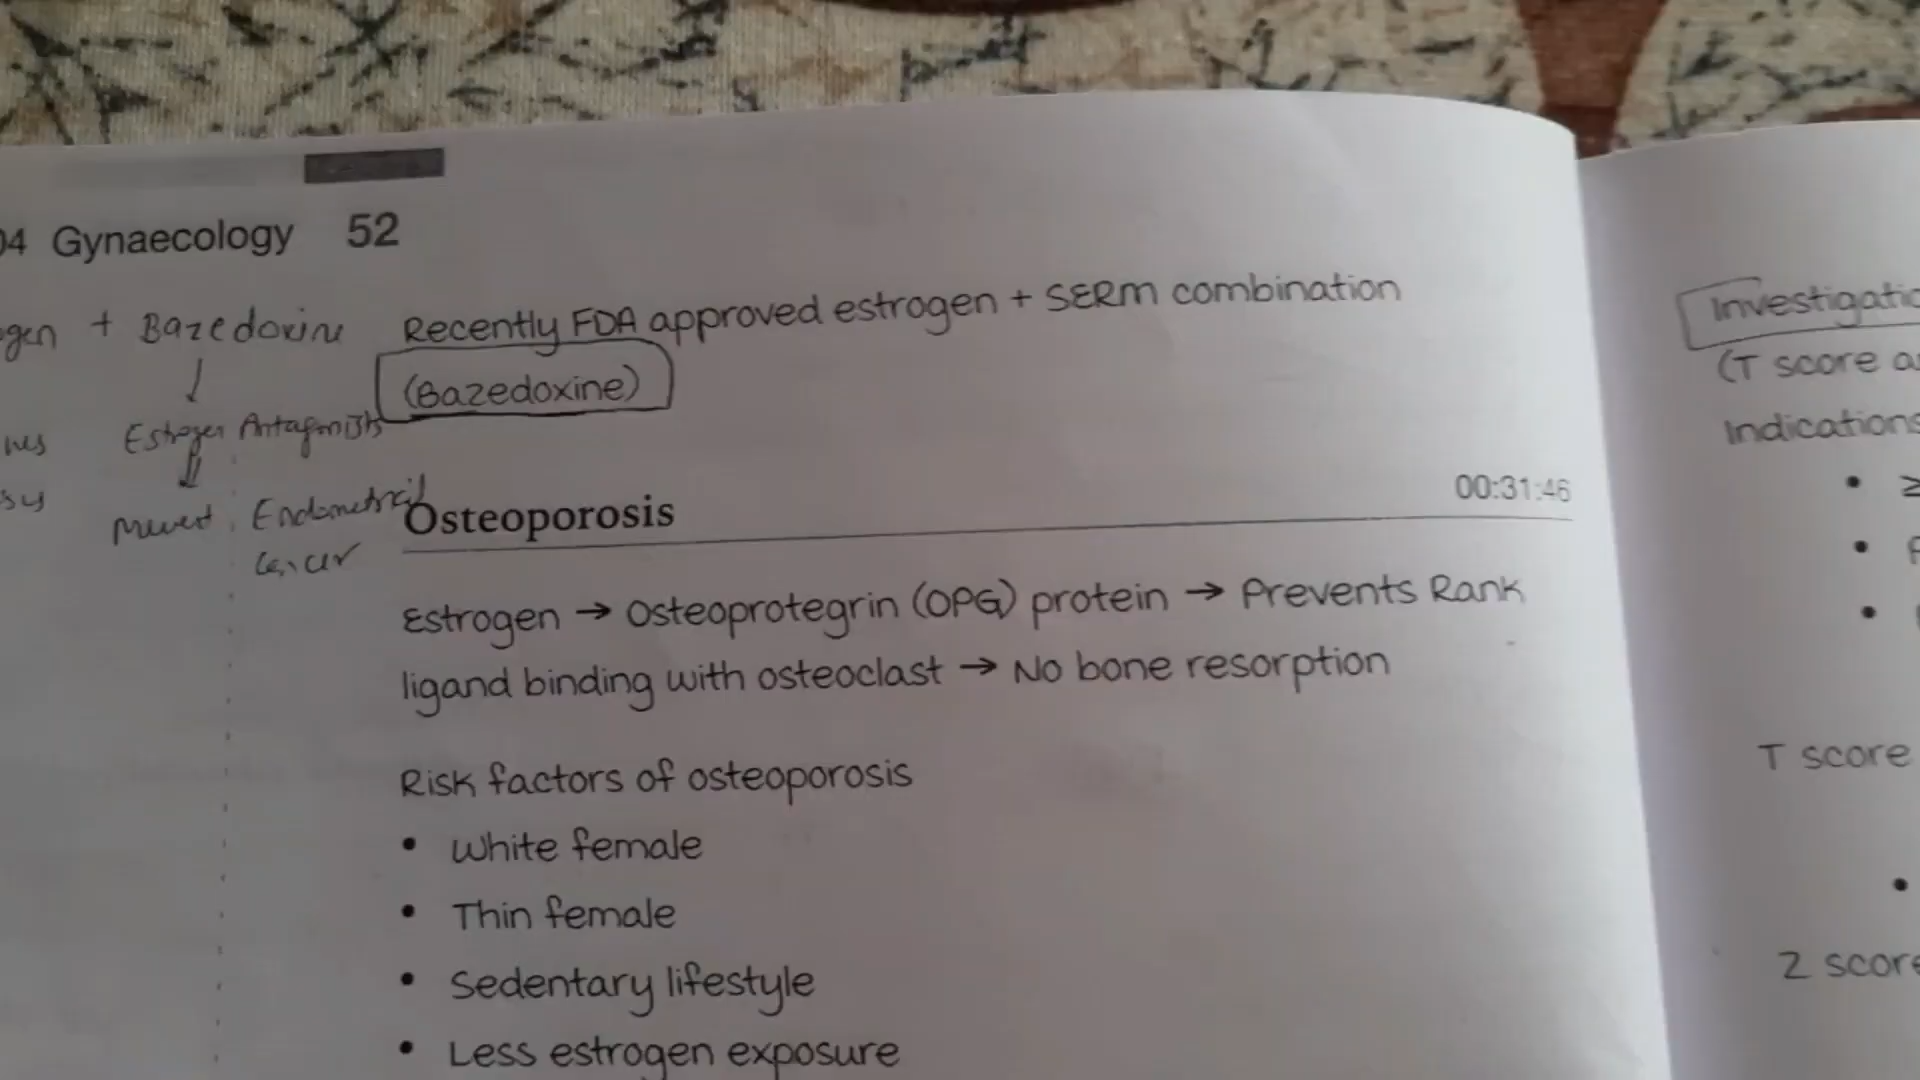 04 Gynaecology 52
gen + Bazedoxine
↓
Estrogen Antagonists
⇓
Endometrial
cancer
Recently FDA approved estrogen + SERM combination
(Bazedoxine)
Osteoporosis 00:31:46
Estrogen → Osteoprotegrin (OPG) protein → Prevents Rank
ligand binding with osteoclast → No bone resorption
Risk factors of osteoporosis
• White female
• Thin female
• Sedentary lifestyle
• Less estrogen exposure
Investigatio
(T score a
Indications
• ≥
T score
Z score